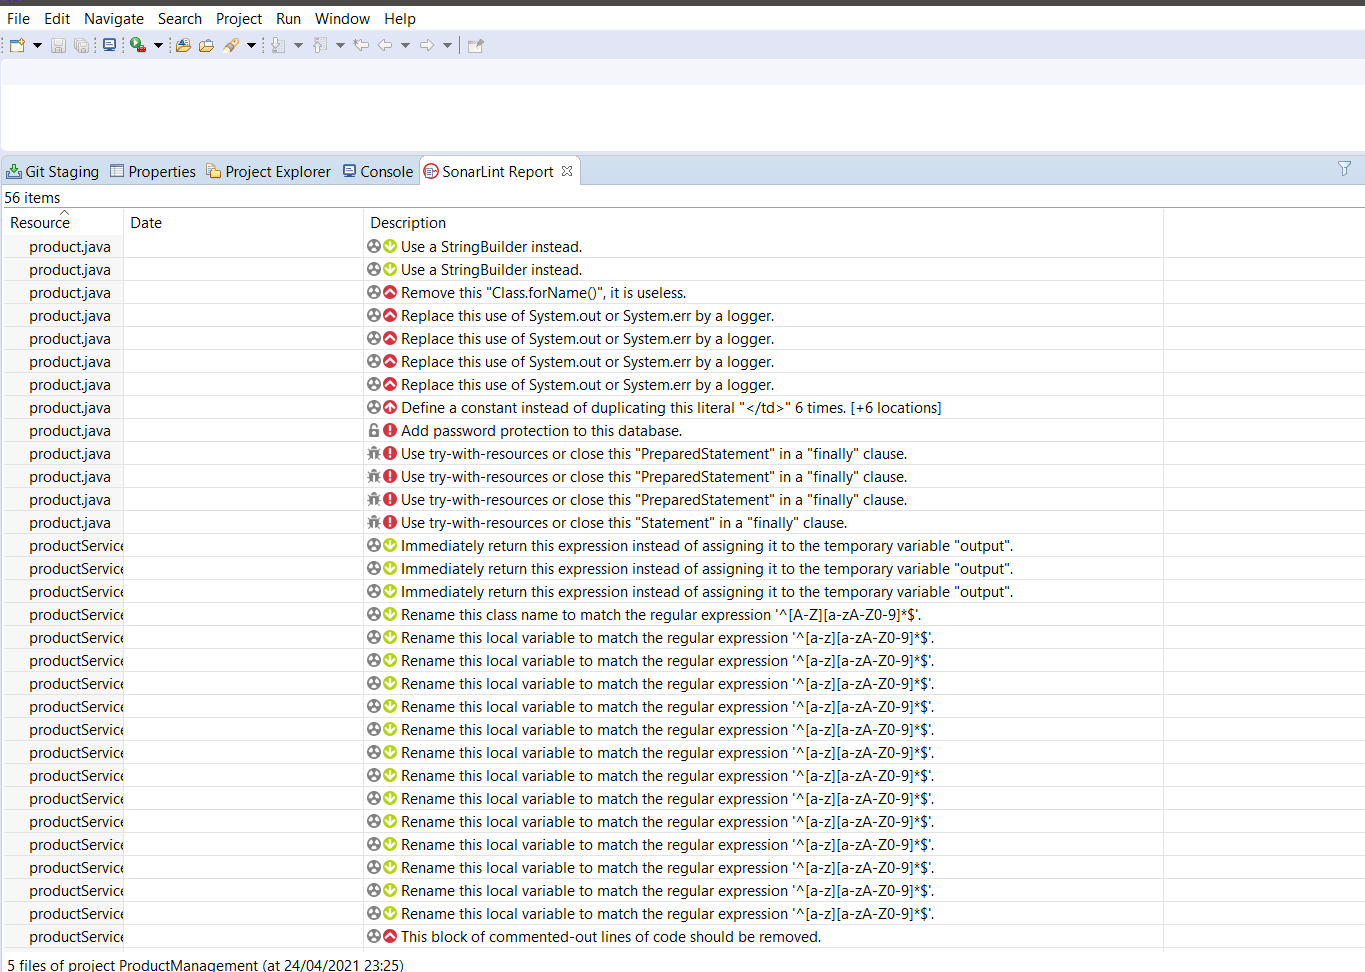 File Edit Navigate Search Project Run Window Help
Git Staging Properties Project Explorer Console SonarLint Report
56 items
Resource Date Description
product.java Use a StringBuilder instead.
product.java Use a StringBuilder instead.
product.java Remove this "Class.forName()", it is useless.
product.java Replace this use of System.out or System.err by a logger.
product.java Replace this use of System.out or System.err by a logger.
product.java Replace this use of System.out or System.err by a logger.
product.java Replace this use of System.out or System.err by a logger.
product.java Define a constant instead of duplicating this literal "</td>" 6 times. [+6 locations]
product.java Add password protection to this database.
product.java Use try-with-resources or close this "PreparedStatement" in a "finally" clause.
product.java Use try-with-resources or close this "PreparedStatement" in a "finally" clause.
product.java Use try-with-resources or close this "PreparedStatement" in a "finally" clause.
product.java Use try-with-resources or close this "Statement" in a "finally" clause.
productService Immediately return this expression instead of assigning it to the temporary variable "output".
productService Immediately return this expression instead of assigning it to the temporary variable "output".
productService Immediately return this expression instead of assigning it to the temporary variable "output".
productService Rename this class name to match the regular expression '^[A-Z][a-zA-Z0-9]*$'.
productService Rename this local variable to match the regular expression '^[a-z][a-zA-Z0-9]*$'.
productService Rename this local variable to match the regular expression '^[a-z][a-zA-Z0-9]*$'.
productService Rename this local variable to match the regular expression '^[a-z][a-zA-Z0-9]*$'.
productService Rename this local variable to match the regular expression '^[a-z][a-zA-Z0-9]*$'.
productService Rename this local variable to match the regular expression '^[a-z][a-zA-Z0-9]*$'.
productService Rename this local variable to match the regular expression '^[a-z][a-zA-Z0-9]*$'.
productService Rename this local variable to match the regular expression '^[a-z][a-zA-Z0-9]*$'.
productService Rename this local variable to match the regular expression '^[a-z][a-zA-Z0-9]*$'.
productService Rename this local variable to match the regular expression '^[a-z][a-zA-Z0-9]*$'.
productService Rename this local variable to match the regular expression '^[a-z][a-zA-Z0-9]*$'.
productService Rename this local variable to match the regular expression '^[a-z][a-zA-Z0-9]*$'.
productService Rename this local variable to match the regular expression '^[a-z][a-zA-Z0-9]*$'.
productService Rename this local variable to match the regular expression '^[a-z][a-zA-Z0-9]*$'.
productService This block of commented-out lines of code should be removed.
5 files of project ProductManagement (at 24/04/2021 23:25)